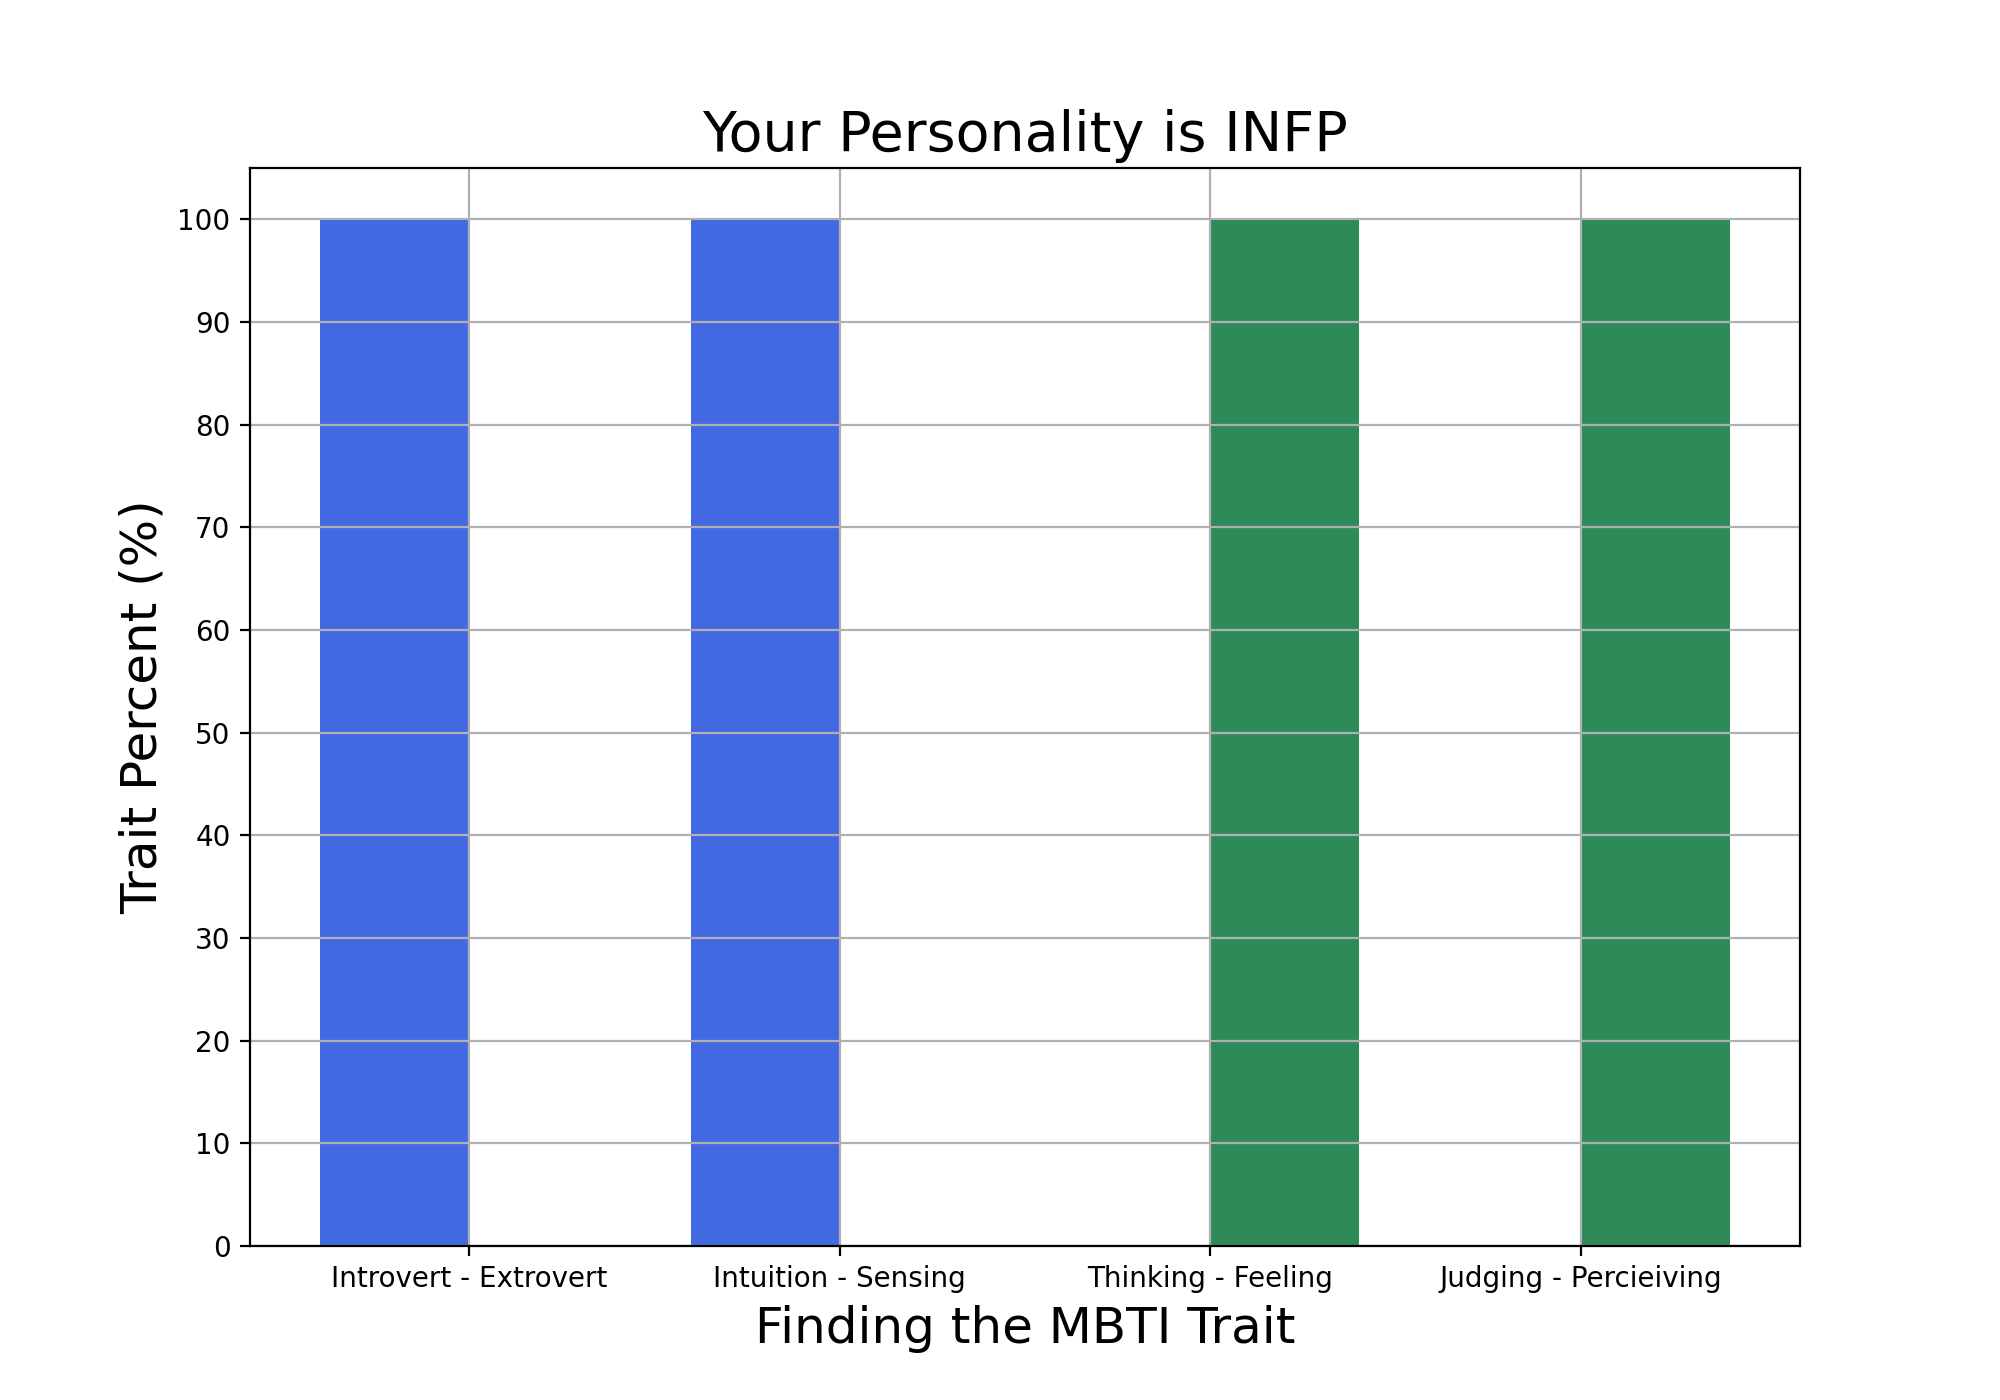 Your Personality is INFP
Trait Percent (%)
100
90
80
70
60
50
40
30
20
10
0
Introvert - Extrovert
Intuition - Sensing
Thinking - Feeling
Judging - Percieiving
Finding the MBTI Trait